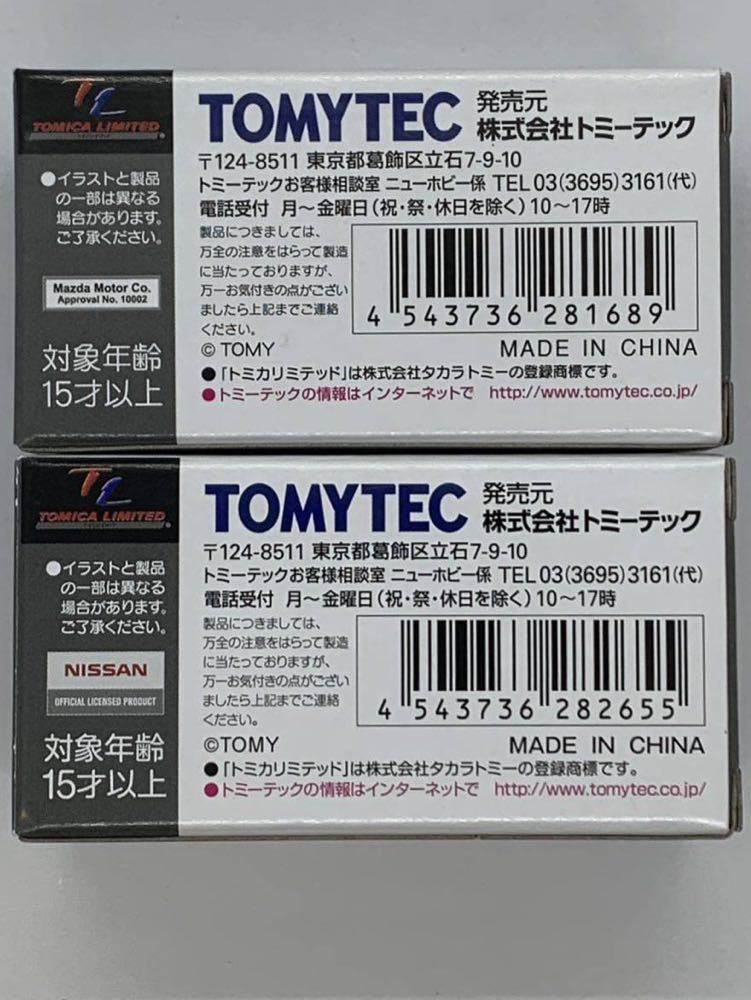 TL
TOMICA LIMITED
●イラストと製品
の一部は異なる
場合があります。
ご了承ください。
Mazda Motor Co.
Approval No. 10002
対象年齢
15才以上
TOMYTEC 発売元
株式会社トミーテック
〒124-8511 東京都葛飾区立石7-9-10
トミーテックお客様相談室 ニューホビー係 TEL 03(3695)3161(代)
電話受付 月～金曜日(祝・祭・休日を除く)10～17時
製品につきましては、
万全の注意をはらって製造
に当たっておりますが、
万一お気付きの点がござい
ましたら上記までご連絡
ください。
4 543736 281689
© TOMY MADE IN CHINA
●「トミカリミテッド」は株式会社タカラトミーの登録商標です。
●トミーテックの情報はインターネットで http://www.tomytec.co.jp/
TL
TOMICA LIMITED
●イラストと製品
の一部は異なる
場合があります。
ご了承ください。
NISSAN
OFFICIAL LICENSED PRODUCT
対象年齢
15才以上
TOMYTEC 発売元
株式会社トミーテック
〒124-8511 東京都葛飾区立石7-9-10
トミーテックお客様相談室 ニューホビー係 TEL 03(3695)3161(代)
電話受付 月～金曜日(祝・祭・休日を除く)10～17時
製品につきましては、
万全の注意をはらって製造
に当たっておりますが、
万一お気付きの点がござい
ましたら上記までご連絡
ください。
4 543736 282655
©TOMY MADE IN CHINA
●「トミカリミテッド」は株式会社タカラトミーの登録商標です。
●トミーテックの情報はインターネットで http://www.tomytec.co.jp/